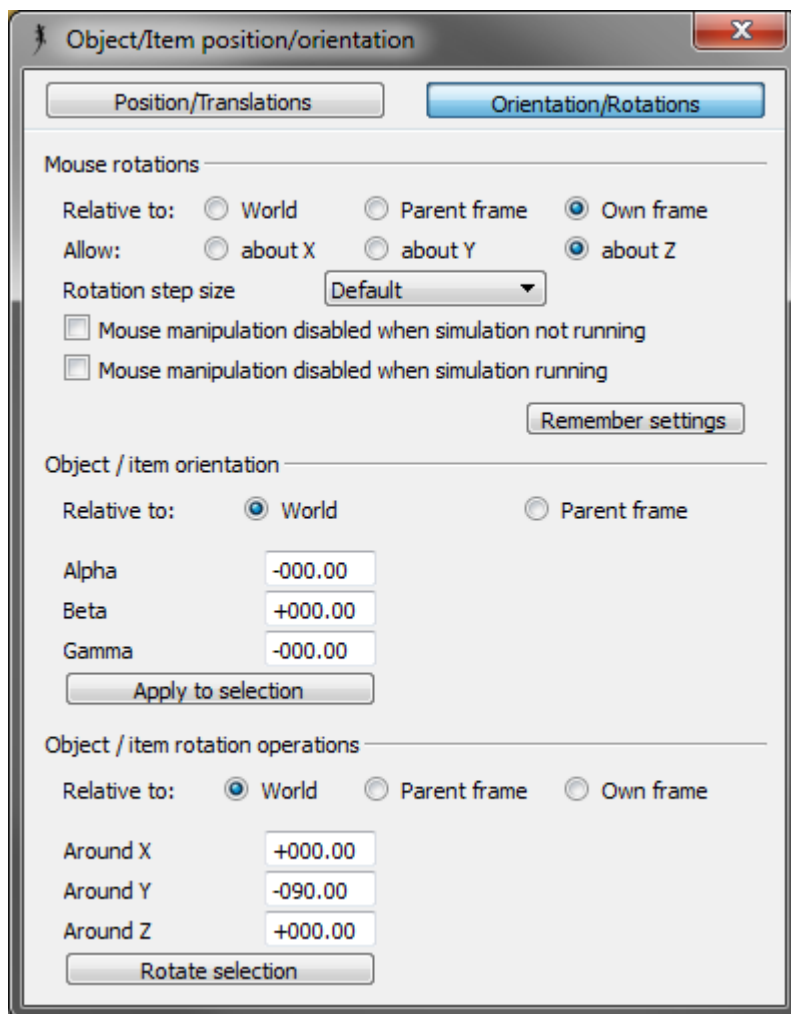 Object/Item position/orientation
Position/Translations Orientation/Rotations
Mouse rotations
Relative to: World Parent frame Own frame
Allow: about X about Y about Z
Rotation step size Default
Mouse manipulation disabled when simulation not running
Mouse manipulation disabled when simulation running
Remember settings
Object / item orientation
Relative to: World Parent frame
Alpha -000.00
Beta +000.00
Gamma -000.00
Apply to selection
Object / item rotation operations
Relative to: World Parent frame Own frame
Around X +000.00
Around Y -090.00
Around Z +000.00
Rotate selection